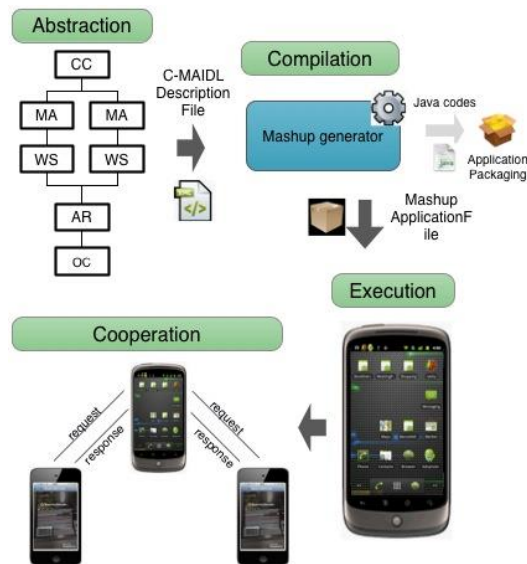 Abstraction
CC
MA
MA
WS
WS
AR
OC
C-MAIDL
Description
File
Compilation
Mashup generator
Java codes
Application
Packaging
Mashup
ApplicationF
ile
Execution
Cooperation
request
response
request
response